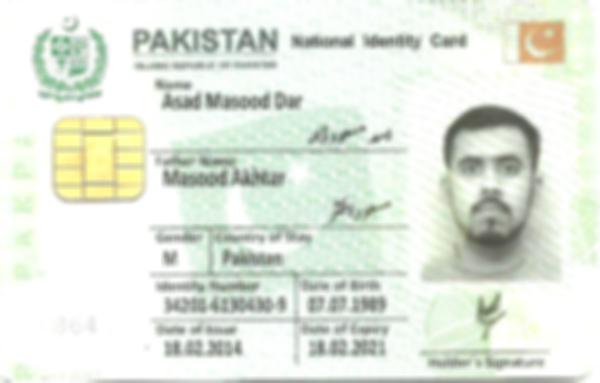 PAKISTAN National Identity Card
ISLAMIC REPUBLIC OF PAKISTAN
Name
Asad Masood Dar
Father Name
Masood Akhtar
Gender Country of Stay
M Pakistan
Identity Number Date of Birth
34201-6130430-9 07.07.1989
Date of Issue Date of Expiry
18.02.2014 18.02.2021
Holder's Signature